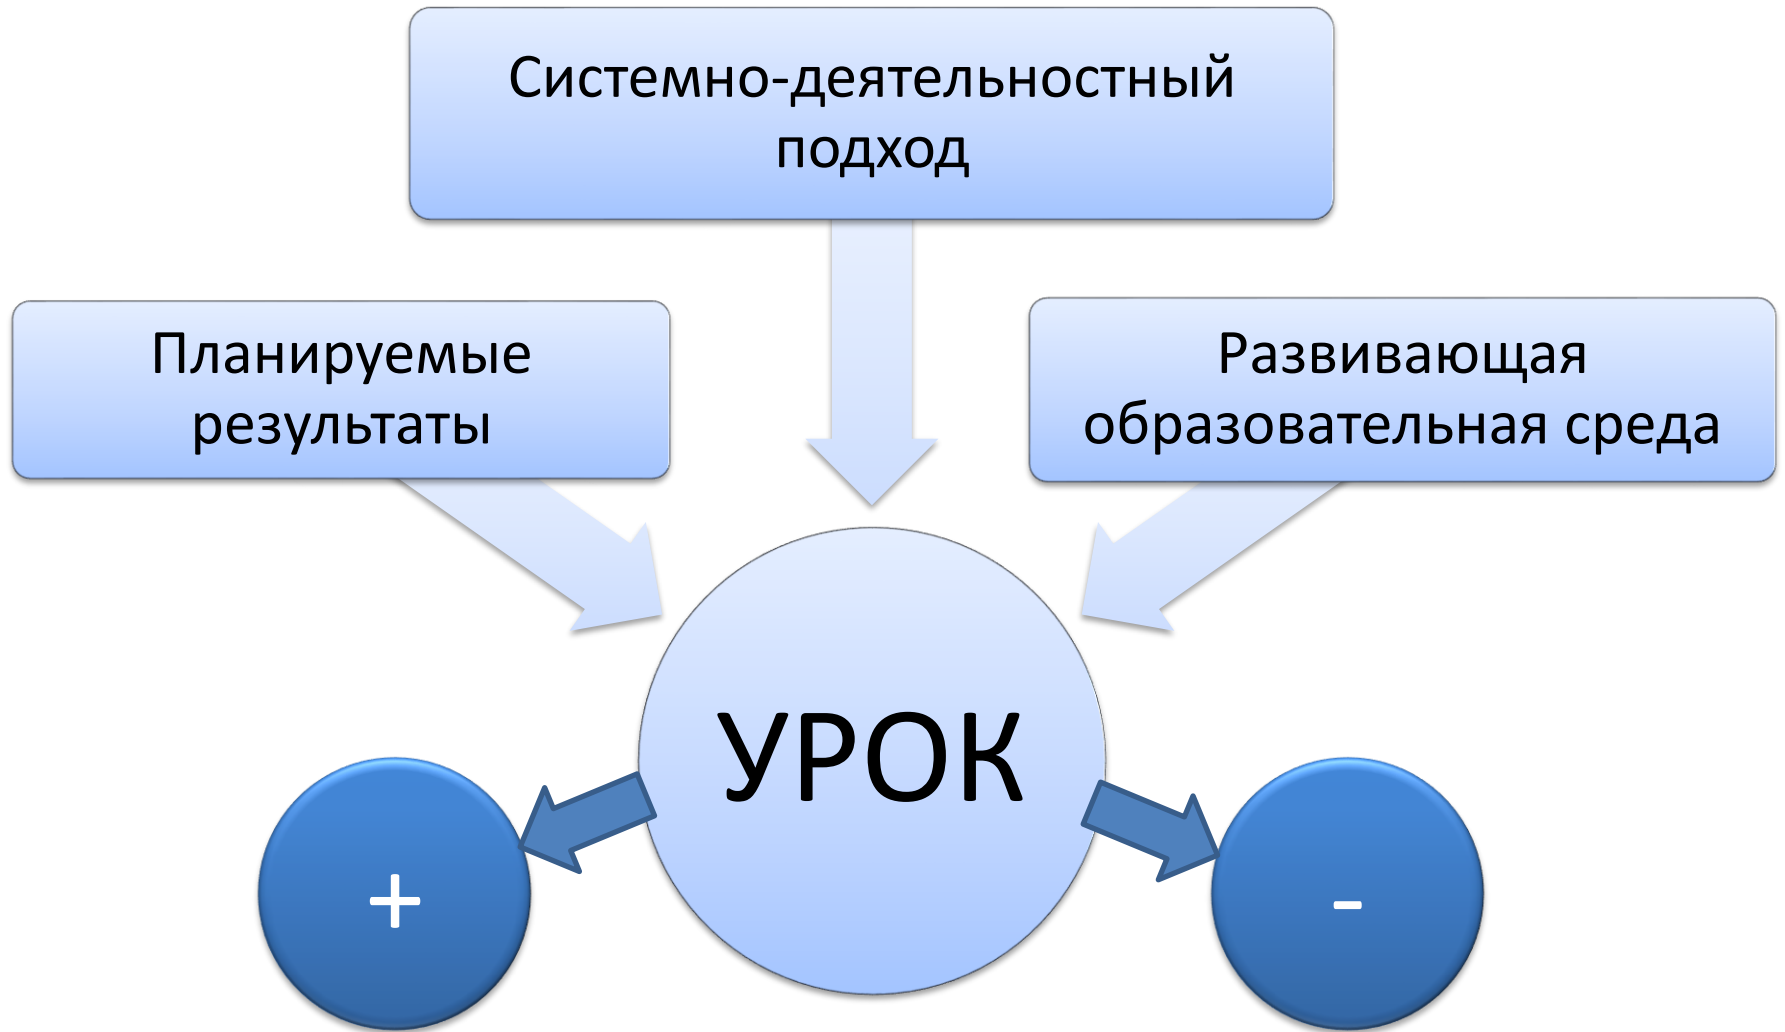 Системно-деятельностный
подход
Планируемые
результаты
Развивающая
образовательная среда
УРОК
+
-